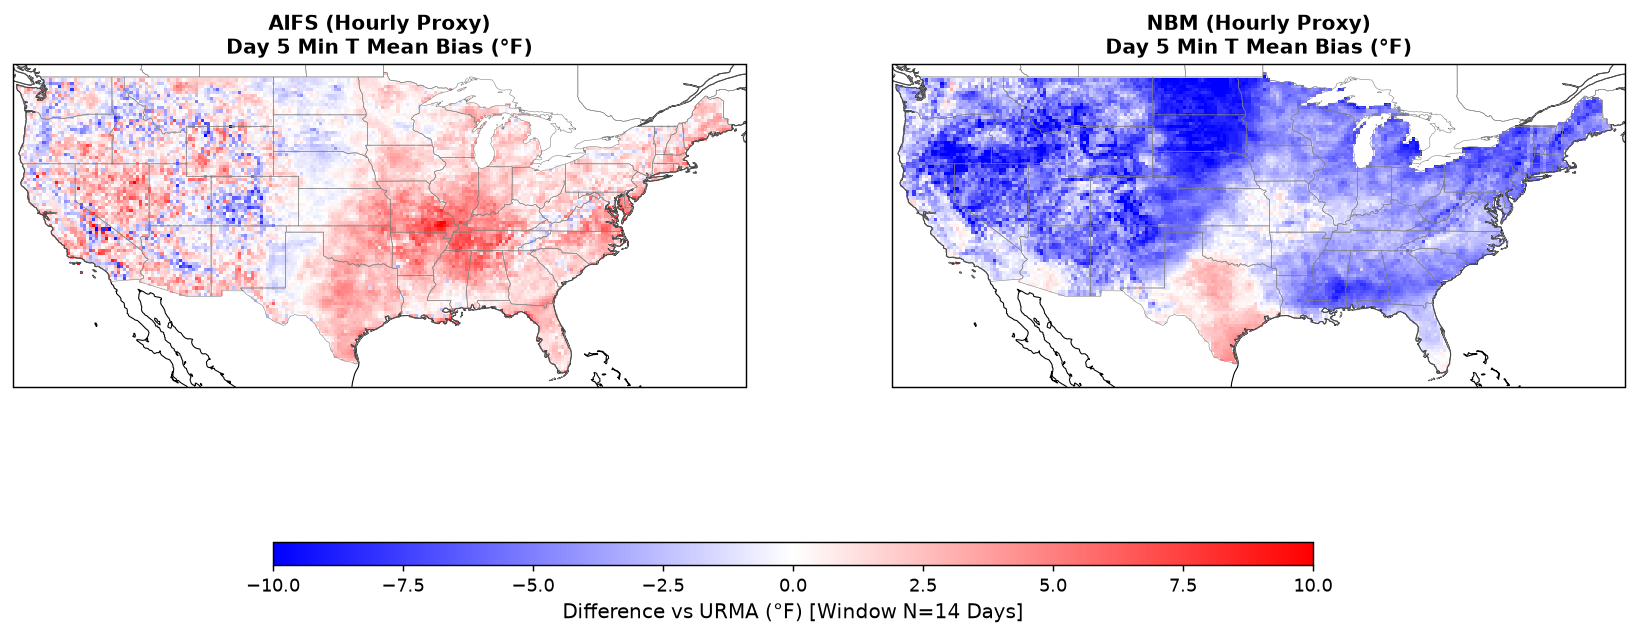 AIFS (Hourly Proxy)
Day 5 Min T Mean Bias (°F)
NBM (Hourly Proxy)
Day 5 Min T Mean Bias (°F)
−10.0 −7.5 −5.0 −2.5 0.0 2.5 5.0 7.5 10.0
Difference vs URMA (°F) [Window N=14 Days]